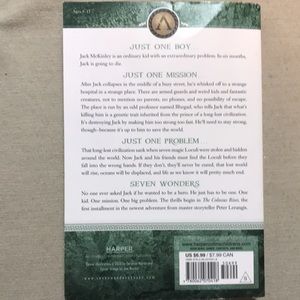 JUST ONE BOY
Jack McKinley is an ordinary kid with an extraordinary problem. In six months,
Jack is going to die.
JUST ONE MISSION
After Jack collapses in the middle of a busy street, he's whisked off to a strange
hospital in a strange place. There are armed guards and weird kids and fantastic
creatures, not to mention no parents, no phones, and no possibility of escape.
The place is run by an odd professor named Bhegad, who tells Jack that what's
killing him is a genetic trait inherited from the prince of a long-lost civilization.
It's destroying Jack by making him too strong too fast. He'll need to stay strong,
though—because it's up to him to save the world.
JUST ONE PROBLEM
That long-lost civilization sank when seven magic Loculi were stolen and hidden
around the world. Now Jack and his friends must find the Loculi before they
fall into the wrong hands. If they don't, they'll never be cured, that lost world
will rise, oceans will be displaced, and life as we know it will pretty much end.
SEVEN WONDERS
No one ever asked Jack if he wanted to be a hero. He just has to be one. One
kid. One mission. One big problem. The thrills begin in The Colossus Rises, the
first installment in the newest adventure from master storyteller Peter Lerangis.
HARPER
US $6.99 / $7.99 CAN